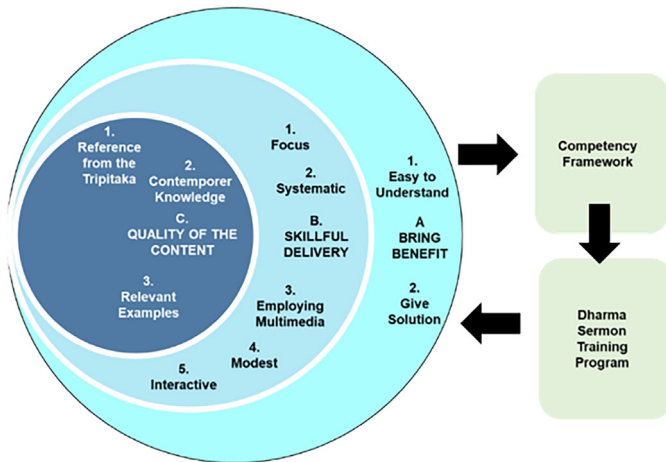 1.
Reference
from the
Tripitaka
2.
Contemporer
Knowledge
C.
QUALITY OF THE
CONTENT
3.
Relevant
Examples
1.
Focus
2.
Systematic
B.
SKILLFUL
DELIVERY
3.
Employing
Multimedia
4.
Modest
5.
Interactive
1.
Easy to
Understand
A
BRING
BENEFIT
2.
Give
Solution
Competency
Framework
Dharma
Sermon
Training
Program